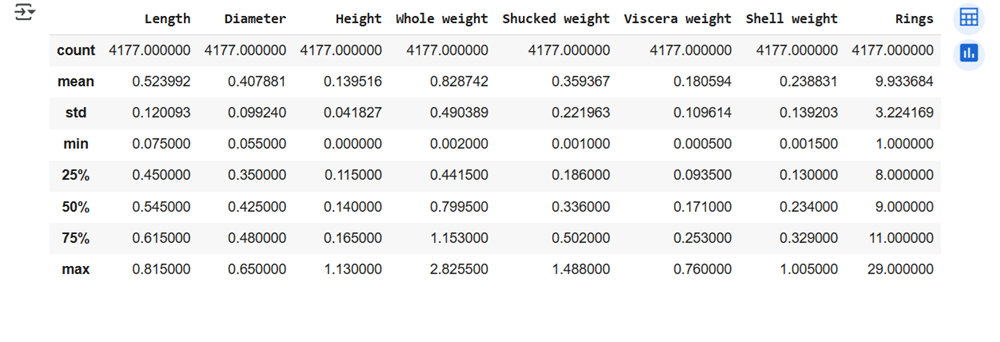 Length Diameter Height Whole weight Shucked weight Viscera weight Shell weight Rings
count 4177.000000 4177.000000 4177.000000 4177.000000 4177.000000 4177.000000 4177.000000 4177.000000
mean 0.523992 0.407881 0.139516 0.828742 0.359367 0.180594 0.238831 9.933684
std 0.120093 0.099240 0.041827 0.490389 0.221963 0.109614 0.139203 3.224169
min 0.075000 0.055000 0.000000 0.002000 0.001000 0.000500 0.001500 1.000000
25% 0.450000 0.350000 0.115000 0.441500 0.186000 0.093500 0.130000 8.000000
50% 0.545000 0.425000 0.140000 0.799500 0.336000 0.171000 0.234000 9.000000
75% 0.615000 0.480000 0.165000 1.153000 0.502000 0.253000 0.329000 11.000000
max 0.815000 0.650000 1.130000 2.825500 1.488000 0.760000 1.005000 29.000000